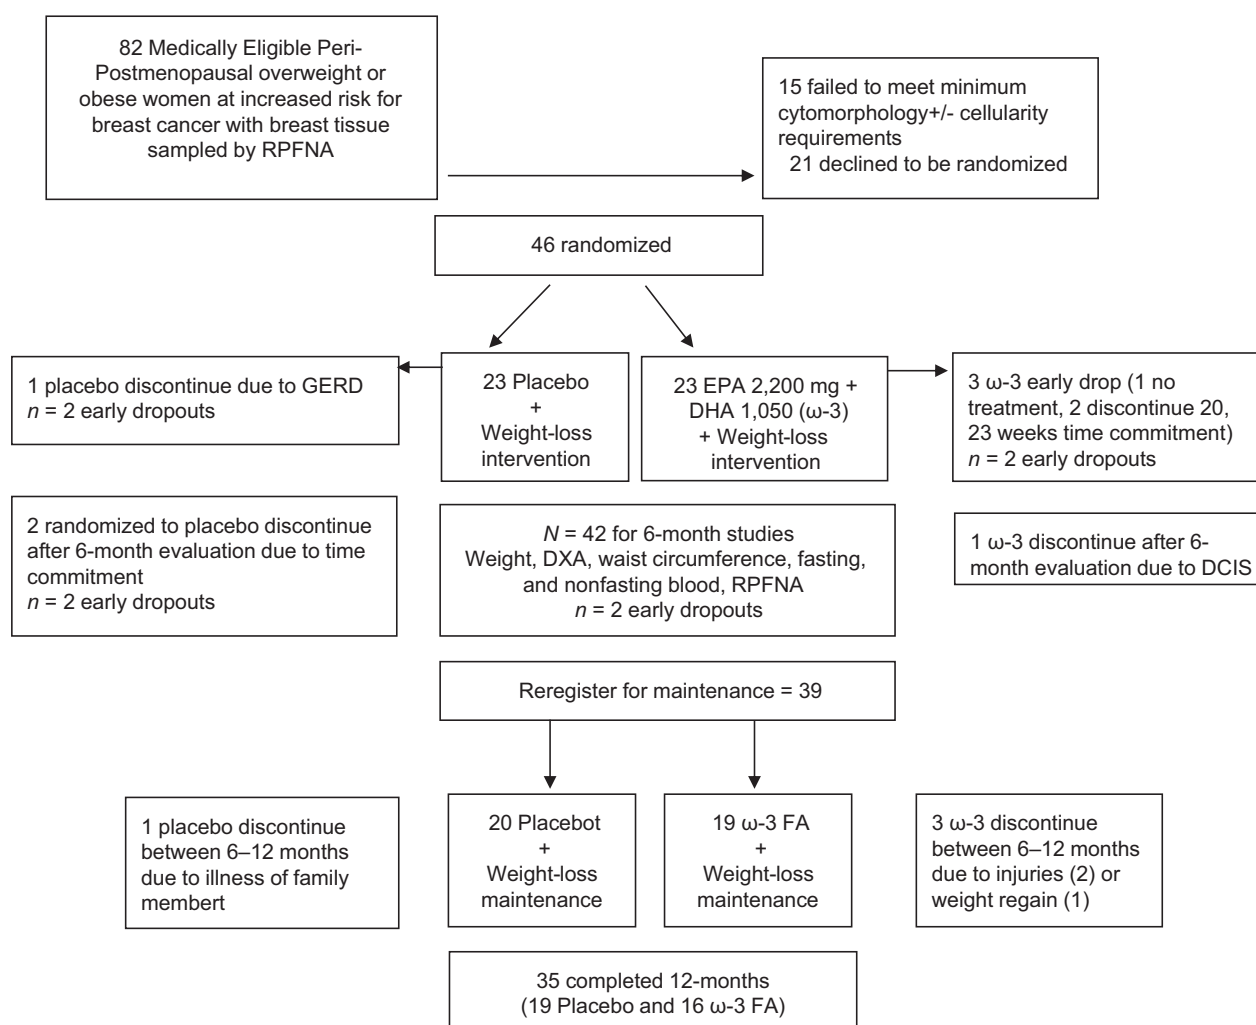 82 Medically Eligible Peri-
Postmenopausal overweight or
obese women at increased risk for
breast cancer with breast tissue
sampled by RPFNA
15 failed to meet minimum
cytomorphology+/- cellularity
requirements
21 declined to be randomized
46 randomized
1 placebo discontinue due to GERD
n = 2 early dropouts
23 Placebo
+
Weight-loss
intervention
23 EPA 2,200 mg +
DHA 1,050 (ω-3)
+ Weight-loss
intervention
3 ω-3 early drop (1 no
treatment, 2 discontinue 20,
23 weeks time commitment)
n = 2 early dropouts
2 randomized to placebo discontinue
after 6-month evaluation due to time
commitment
n = 2 early dropouts
N = 42 for 6-month studies
Weight, DXA, waist circumference, fasting,
and nonfasting blood, RPFNA
n = 2 early dropouts
1 ω-3 discontinue after 6-
month evaluation due to DCIS
Reregister for maintenance = 39
1 placebo discontinue
between 6–12 months
due to illness of family
membert
20 Placebot
+
Weight-loss
maintenance
19 ω-3 FA
+
Weight-loss
maintenance
3 ω-3 discontinue
between 6–12 months
due to injuries (2) or
weight regain (1)
35 completed 12-months
(19 Placebo and 16 ω-3 FA)